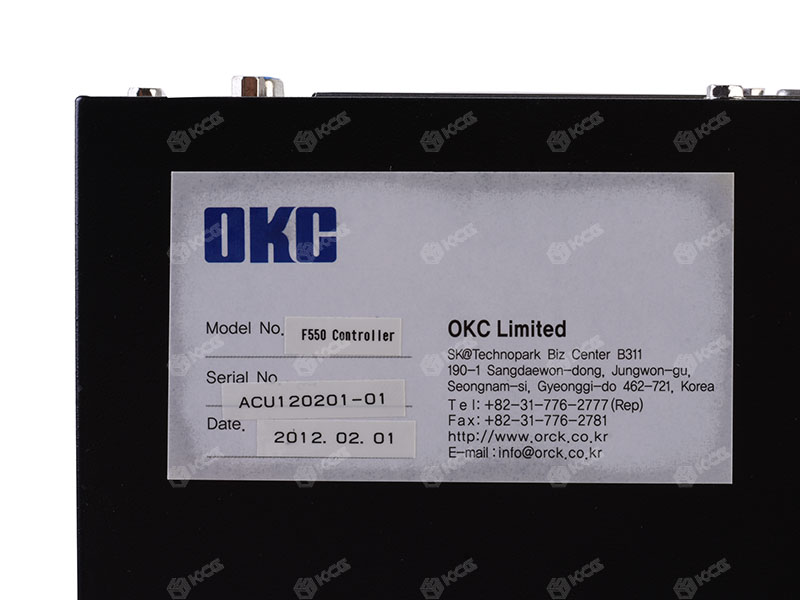 OKC
Model No. F550 Controller
Serial No. ACU120201-01
Date. 2012. 02. 01
OKC Limited
SK@Technopark Biz Center B311
190-1 Sangdaewon-dong, Jungwon-gu,
Seongnam-si, Gyeonggi-do 462-721, Korea
Tel: +82-31-776-2777 (Rep)
Fax: +82-31-776-2781
http://www.orck.co.kr
E-mail : info@orck.co.kr